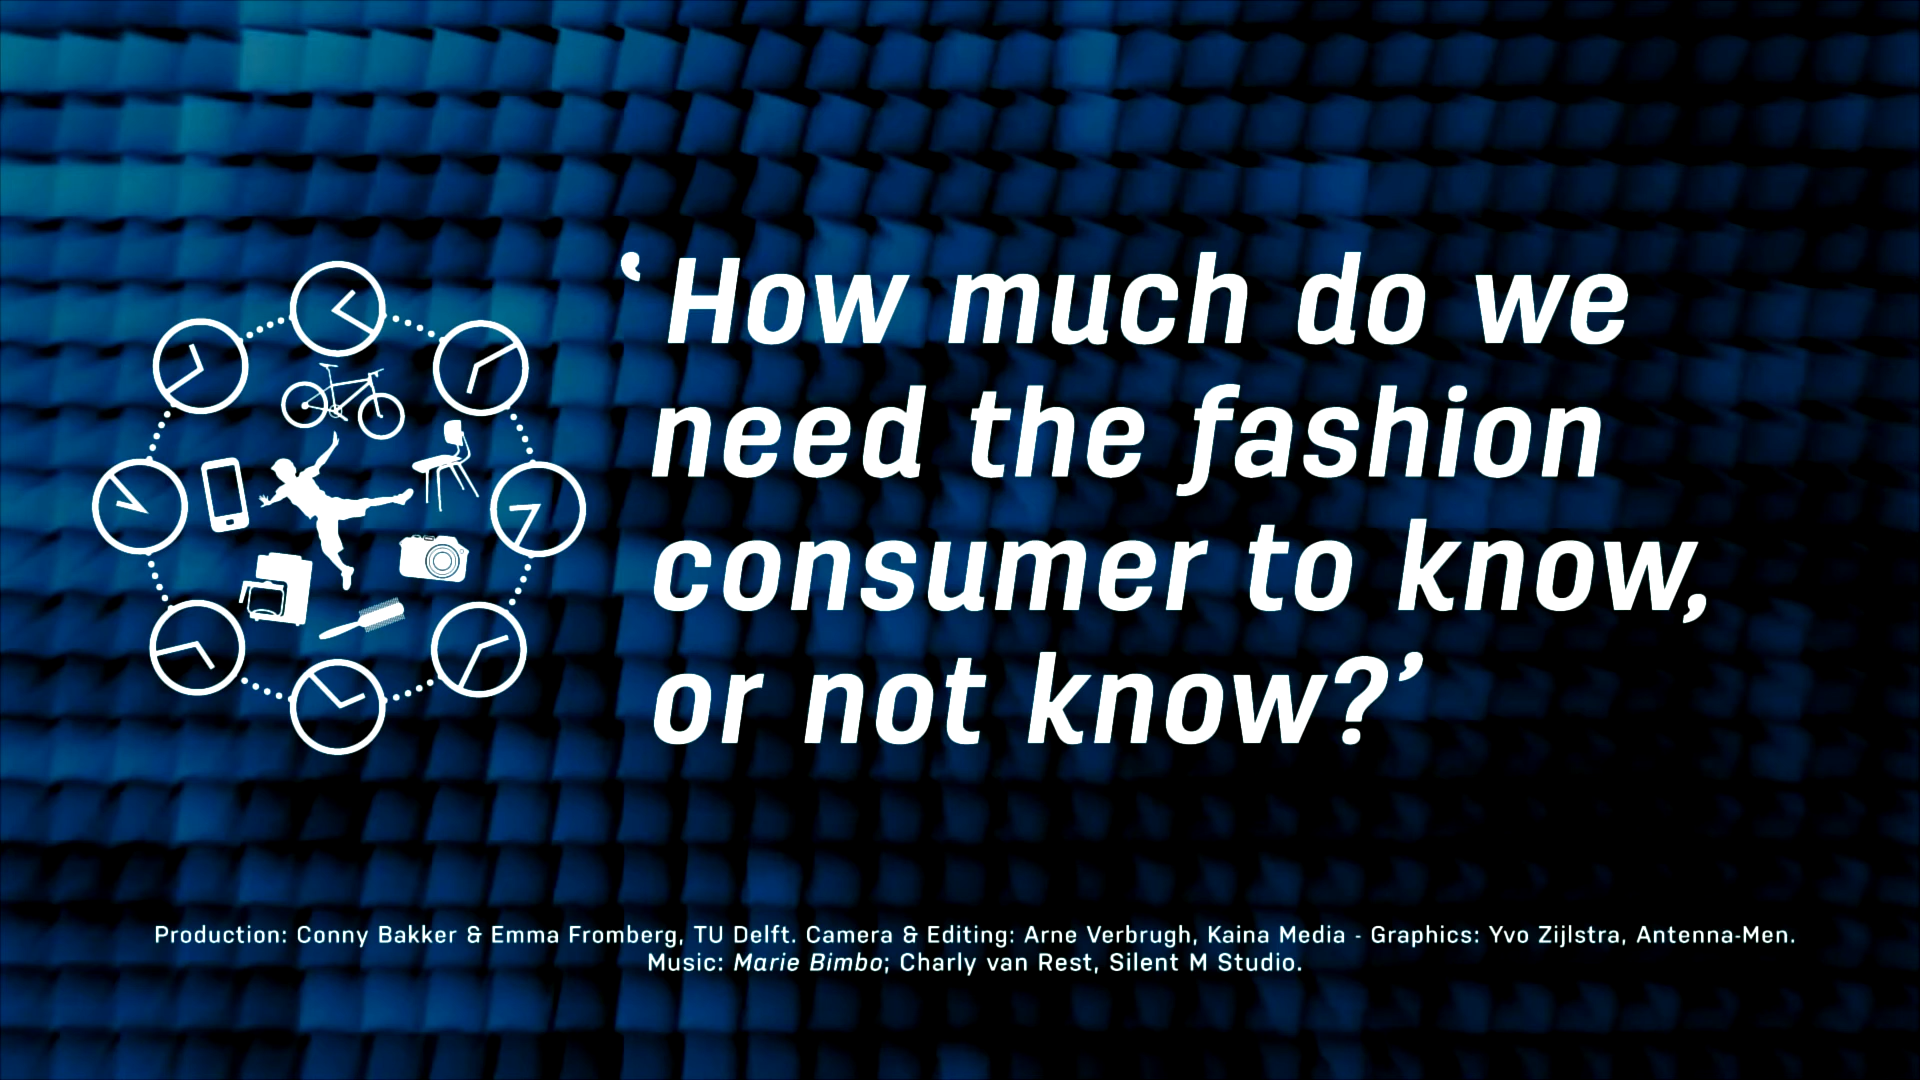 ‘How much do we
need the fashion
consumer to know,
or not know?’
Production: Conny Bakker & Emma Fromberg, TU Delft. Camera & Editing: Arne Verbrugh, Kaina Media - Graphics: Yvo Zijlstra, Antenna-Men.
Music: Marie Bimbo; Charly van Rest, Silent M Studio.